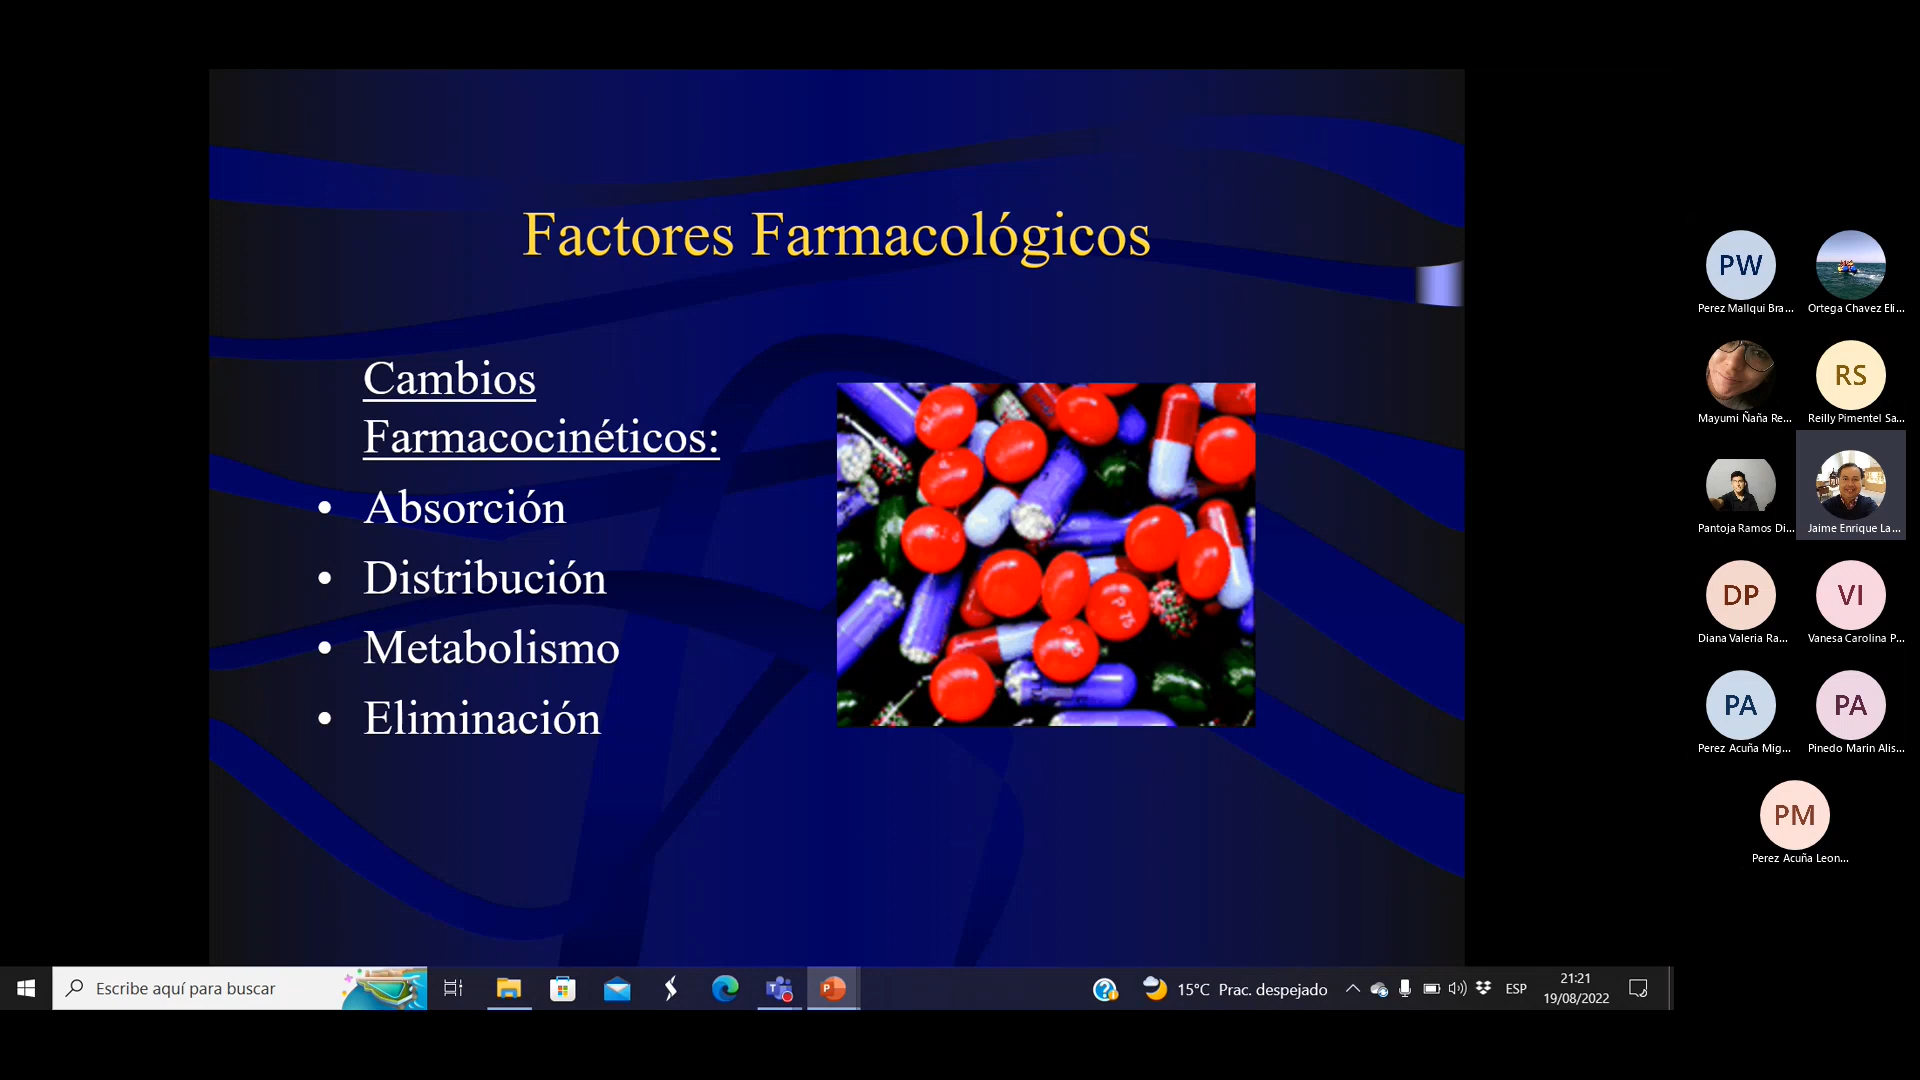 Factores Farmacológicos
Cambios
Farmacocinéticos:
• Absorción
• Distribución
• Metabolismo
• Eliminación
PW
Perez Mallqui Bra...
Ortega Chavez Eli...
Mayumi Ñaña Re...
RS
Reilly Pimentel Sa...
Pantoja Ramos Di...
Jaime Enrique La...
DP
Diana Valeria Ra...
VI
Vanesa Carolina P...
PA
Perez Acuña Mig...
PA
Pinedo Marin Alis...
PM
Perez Acuña Leon...
Escribe aquí para buscar
15°C Prac. despejado
ESP
21:21
19/08/2022